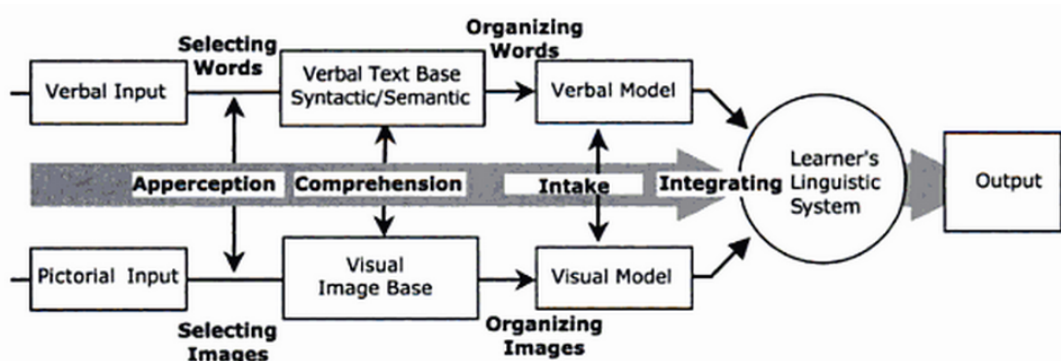 Selecting
Words
Organizing
Words
Verbal Input
Verbal Text Base
Syntactic/Semantic
Verbal Model
Apperception
Comprehension
Intake
Integrating
Learner's
Linguistic
System
Output
Pictorial Input
Visual
Image Base
Visual Model
Selecting
Images
Organizing
Images